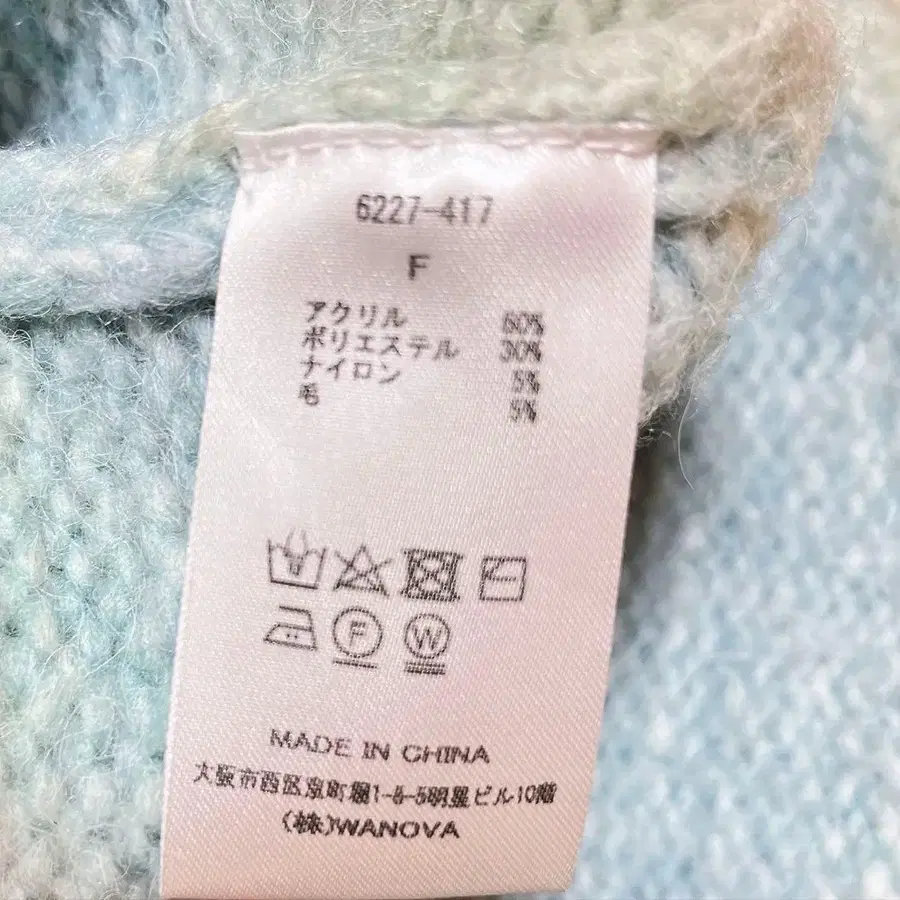 6227-417
F
アクリル 60%
ポリエステル 30%
ナイロン 5%
毛 5%
F W
MADE IN CHINA
大阪市西区京町堀1-8-5明星ビル10階
(株)WANOVA